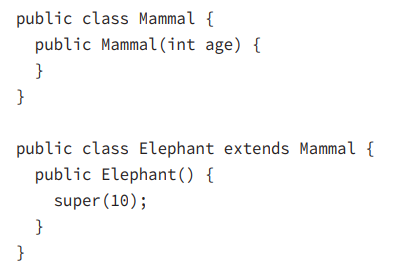 public class Mammal {
  public Mammal(int age) {
  }
}

public class Elephant extends Mammal {
  public Elephant() {
    super(10);
  }
}